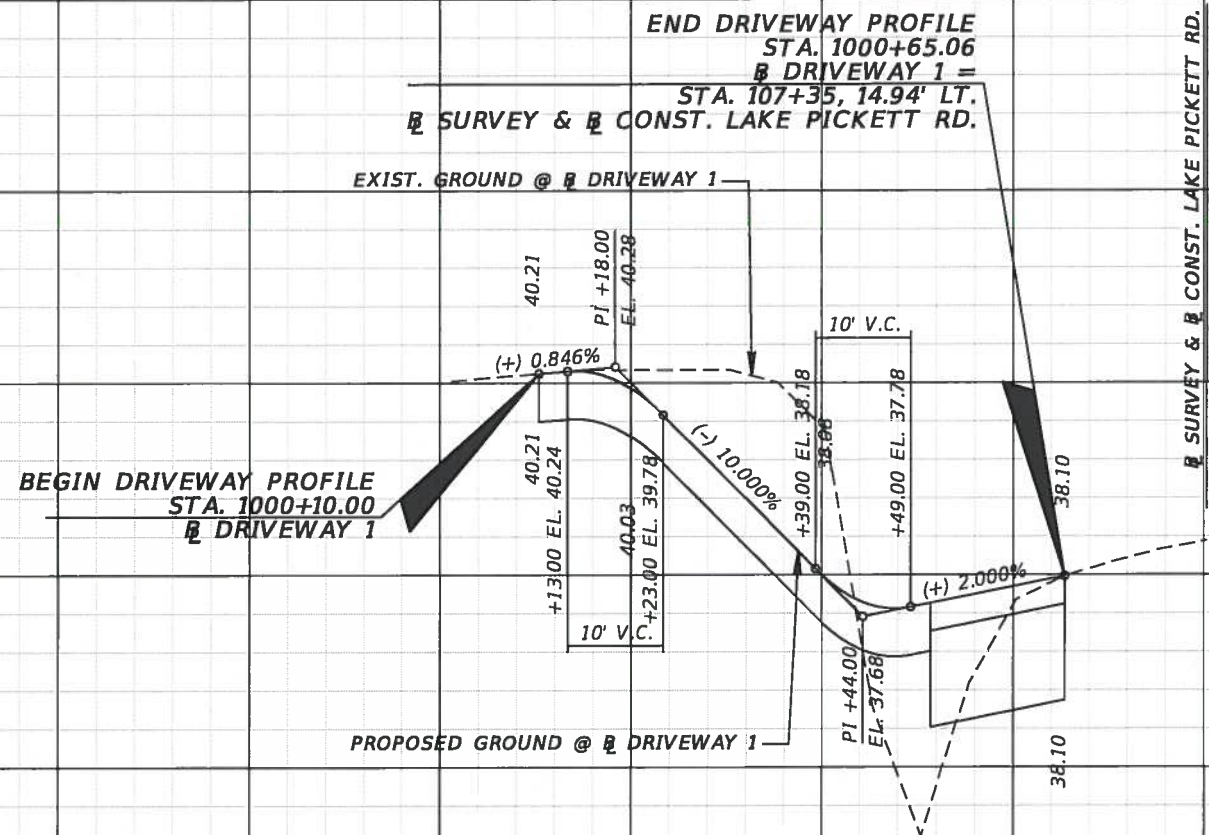 END DRIVEWAY PROFILE
STA. 1000+65.06
℄ DRIVEWAY 1 =
STA. 107+35, 14.94' LT.
℄ SURVEY & ℄ CONST. LAKE PICKETT RD.
℄ SURVEY & ℄ CONST. LAKE PICKETT RD.
EXIST. GROUND @ ℄ DRIVEWAY 1
40.21
PI +18.00
EL. 40.28
10' V.C.
(+) 0.846%
(-) 10.000%
+39.00 EL. 38.18
38.08
+49.00 EL. 37.78
38.10
BEGIN DRIVEWAY PROFILE
STA. 1000+10.00
℄ DRIVEWAY 1
40.21
+13.00 EL. 40.24
40.03
+23.00 EL. 39.78
10' V.C.
(+) 2.000%
PI +44.00
EL. 37.68
PROPOSED GROUND @ ℄ DRIVEWAY 1
38.10